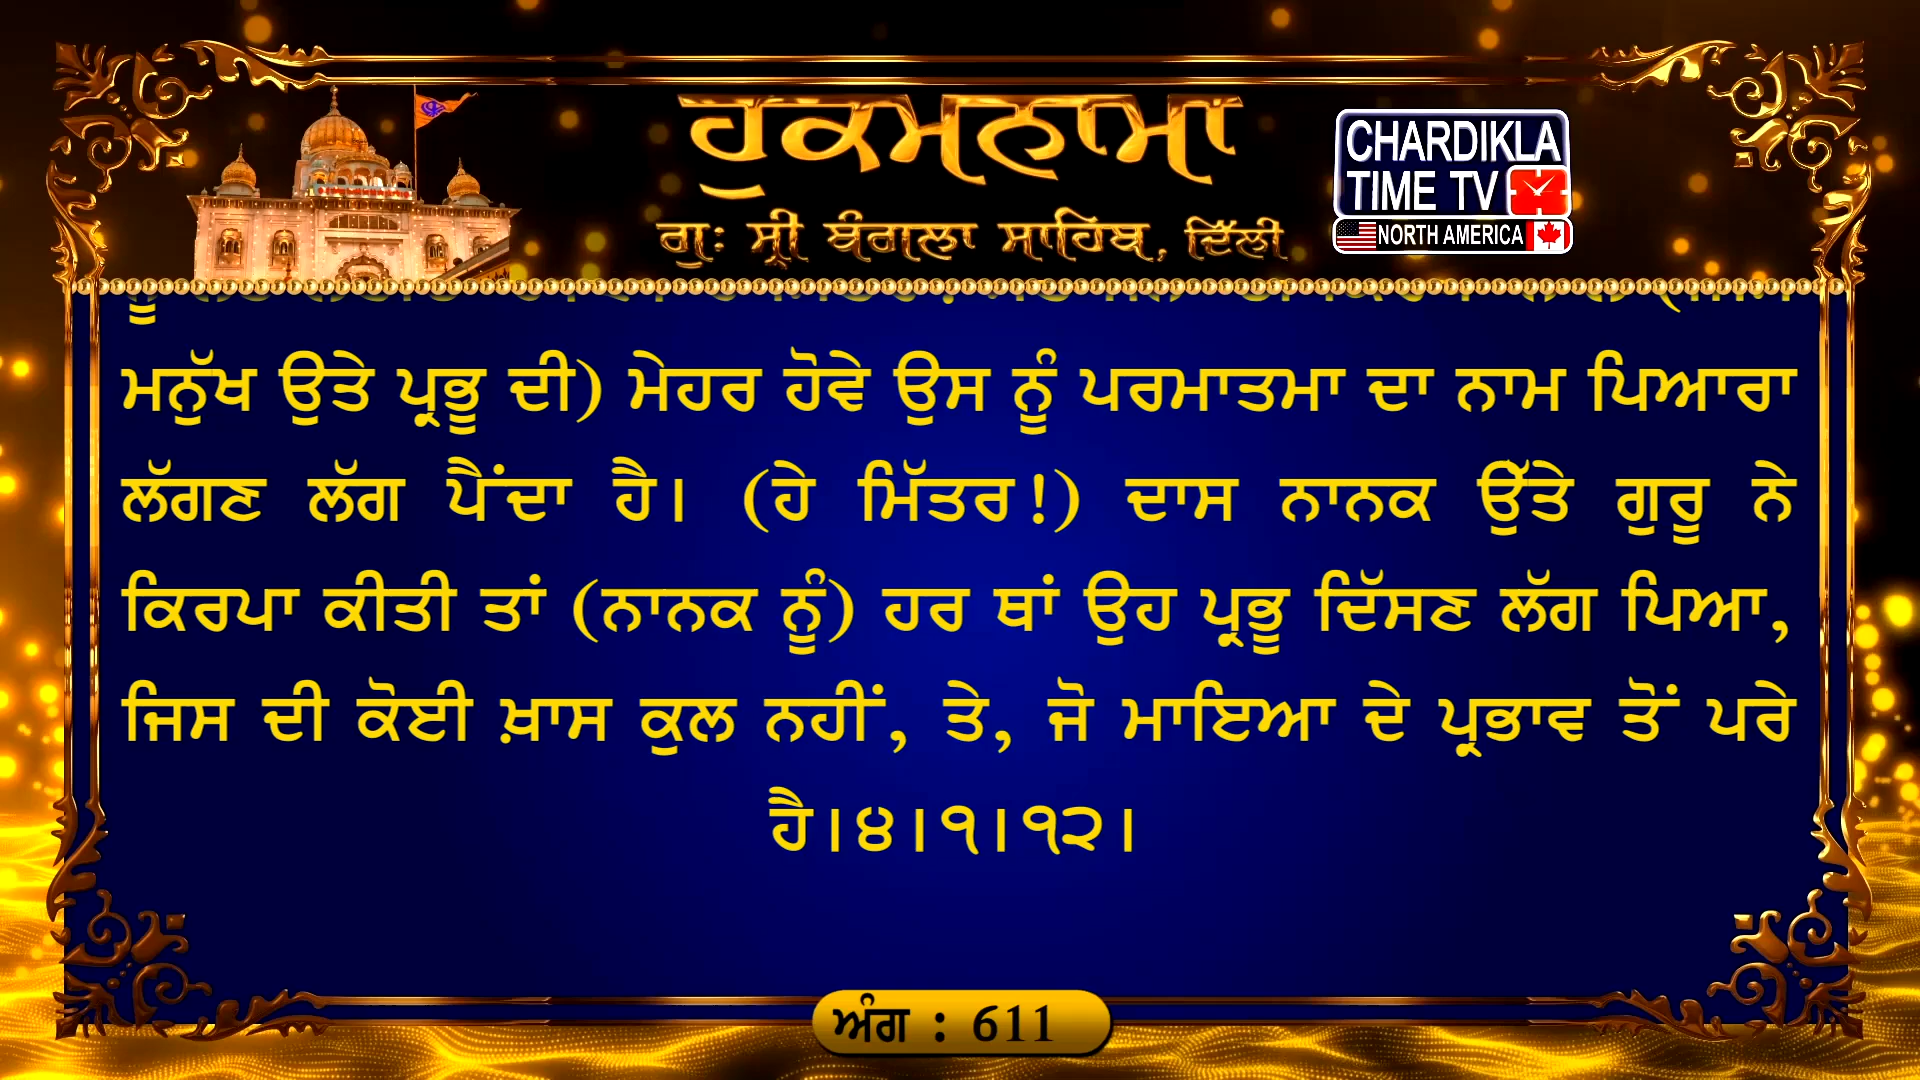 ਹੁਕਮਨਾਮਾ
ਗੁਃ ਸ੍ਰੀ ਬੰਗਲਾ ਸਾਹਿਬ, ਦਿੱਲੀ
CHARDIKLA
TIME TV
NORTH AMERICA
ਮਨੁੱਖ ਉਤੇ ਪ੍ਰਭੂ ਦੀ) ਮੇਹਰ ਹੋਵੇ ਉਸ ਨੂੰ ਪਰਮਾਤਮਾ ਦਾ ਨਾਮ ਪਿਆਰਾ
ਲੱਗਣ ਲੱਗ ਪੈਂਦਾ ਹੈ। (ਹੇ ਮਿੱਤਰ!) ਦਾਸ ਨਾਨਕ ਉੱਤੇ ਗੁਰੂ ਨੇ
ਕਿਰਪਾ ਕੀਤੀ ਤਾਂ (ਨਾਨਕ ਨੂੰ) ਹਰ ਥਾਂ ਉਹ ਪ੍ਰਭੂ ਦਿੱਸਣ ਲੱਗ ਪਿਆ,
ਜਿਸ ਦੀ ਕੋਈ ਖ਼ਾਸ ਕੁਲ ਨਹੀਂ, ਤੇ, ਜੋ ਮਾਇਆ ਦੇ ਪ੍ਰਭਾਵ ਤੋਂ ਪਰੇ
ਹੈ।੪।੧।੧੨।
ਅੰਗ : 611